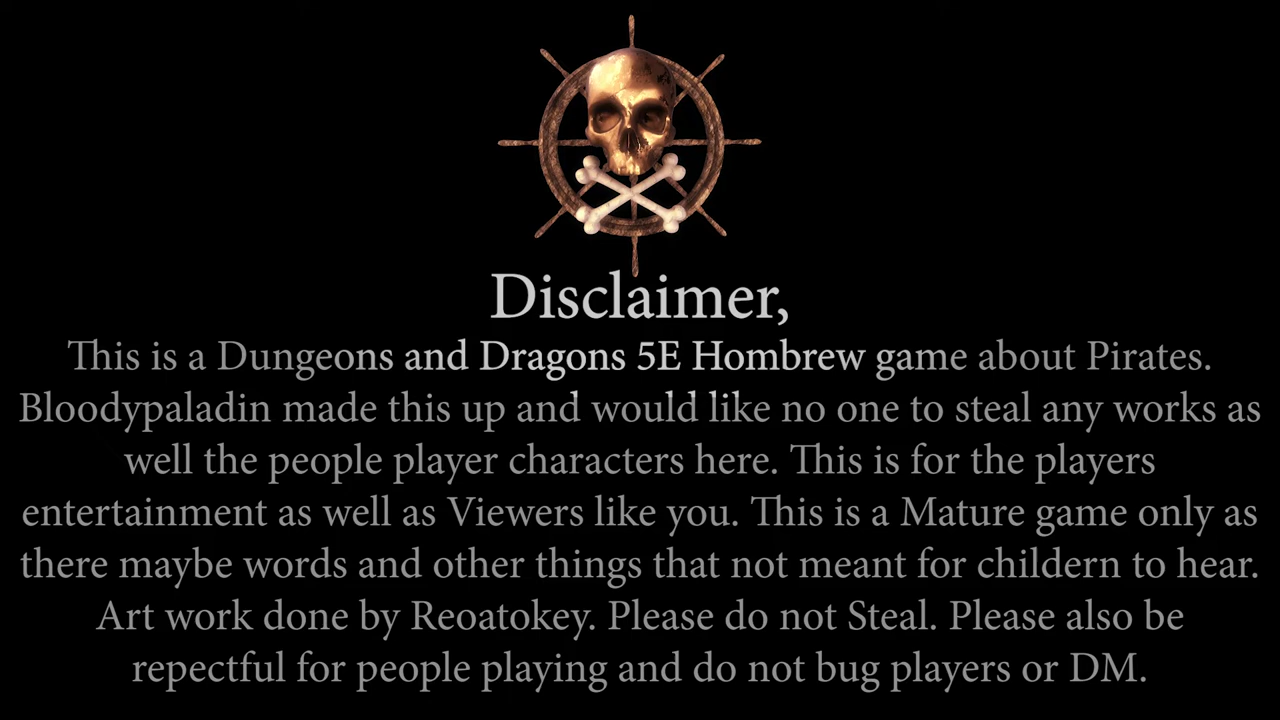 Disclaimer,
This is a Dungeons and Dragons 5E Hombrew game about Pirates.
Bloodypaladin made this up and would like no one to steal any works as
well the people player characters here. This is for the players
entertainment as well as Viewers like you. This is a Mature game only as
there maybe words and other things that not meant for childern to hear.
Art work done by Reoatokey. Please do not Steal. Please also be
repectful for people playing and do not bug players or DM.